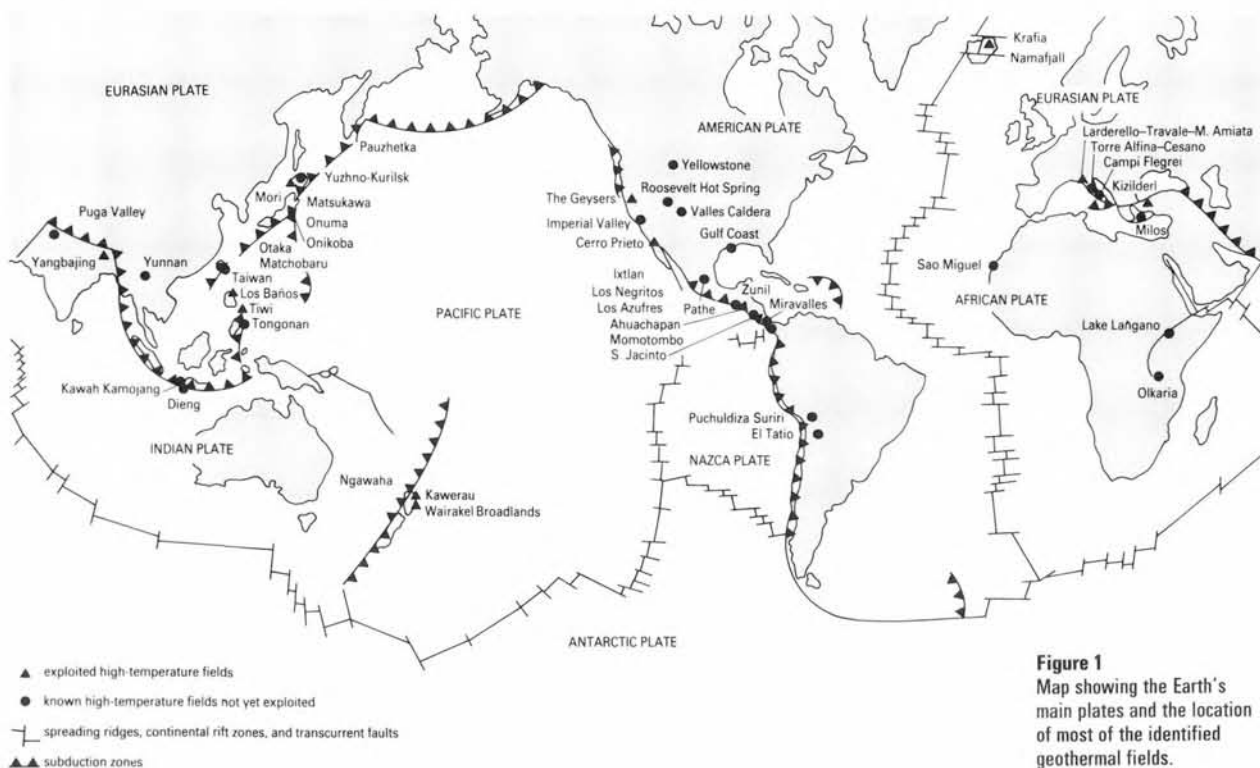 Krafia
Namafjall
EURASIAN PLATE
EURASIAN PLATE
AMERICAN PLATE
Larderello–Travale–M. Amiata
Torre Alfina–Cesano
Campi Flegrei
Kizilderi
Milos
Pauzhetka
Yuzhno-Kurilsk
Mori
Matsukawa
Onuma
Onikoba
Otaka
Matchobaru
Yellowstone
Roosevelt Hot Spring
The Geysers
Valles Caldera
Imperial Valley
Gulf Coast
Cerro Prieto
Puga Valley
Yangbajing
Yunnan
Taiwan
Los Baños
Tiwi
Tongonan
PACIFIC PLATE
Ixtlan
Los Negritos
Los Azufres
Pathe
Zunil
Miravalles
Ahuachapan
Momotombo
S. Jacinto
Sao Miguel
AFRICAN PLATE
Lake Langano
Olkaria
Kawah Kamojang
Dieng
INDIAN PLATE
Puchuldiza Suriri
El Tatio
NAZCA PLATE
Ngawaha
Kawerau
Wairakel Broadlands
ANTARCTIC PLATE
exploited high-temperature fields
known high-temperature fields not yet exploited
spreading ridges, continental rift zones, and transcurrent faults
subduction zones
Figure 1
Map showing the Earth's
main plates and the location
of most of the identified
geothermal fields.